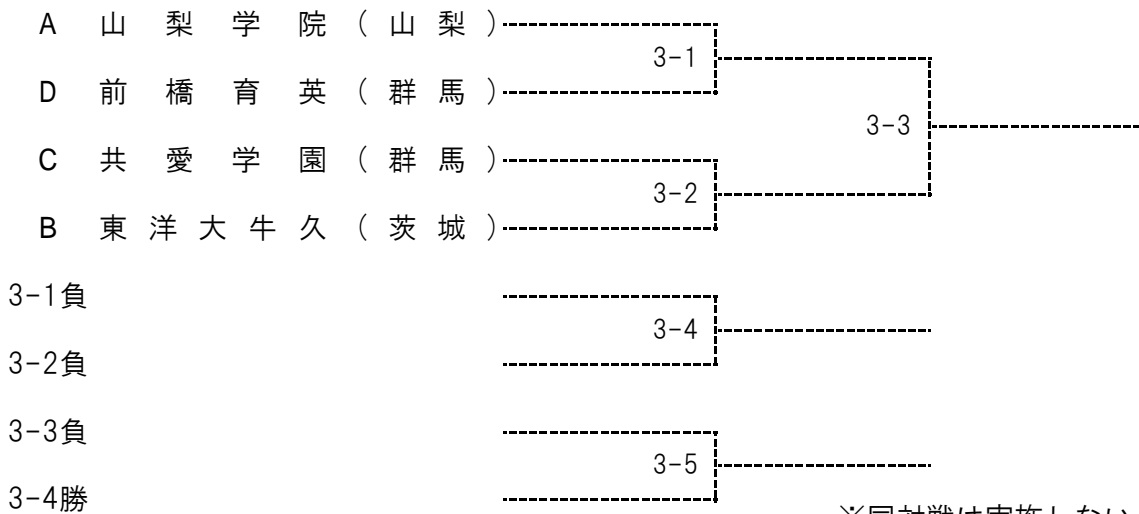 A 山梨学院(山梨)
3-1
D 前橋育英(群馬)
3-3
C 共愛学園(群馬)
3-2
B 東洋大牛久(茨城)
3-1負
3-4
3-2負
3-3負
3-5
3-4勝